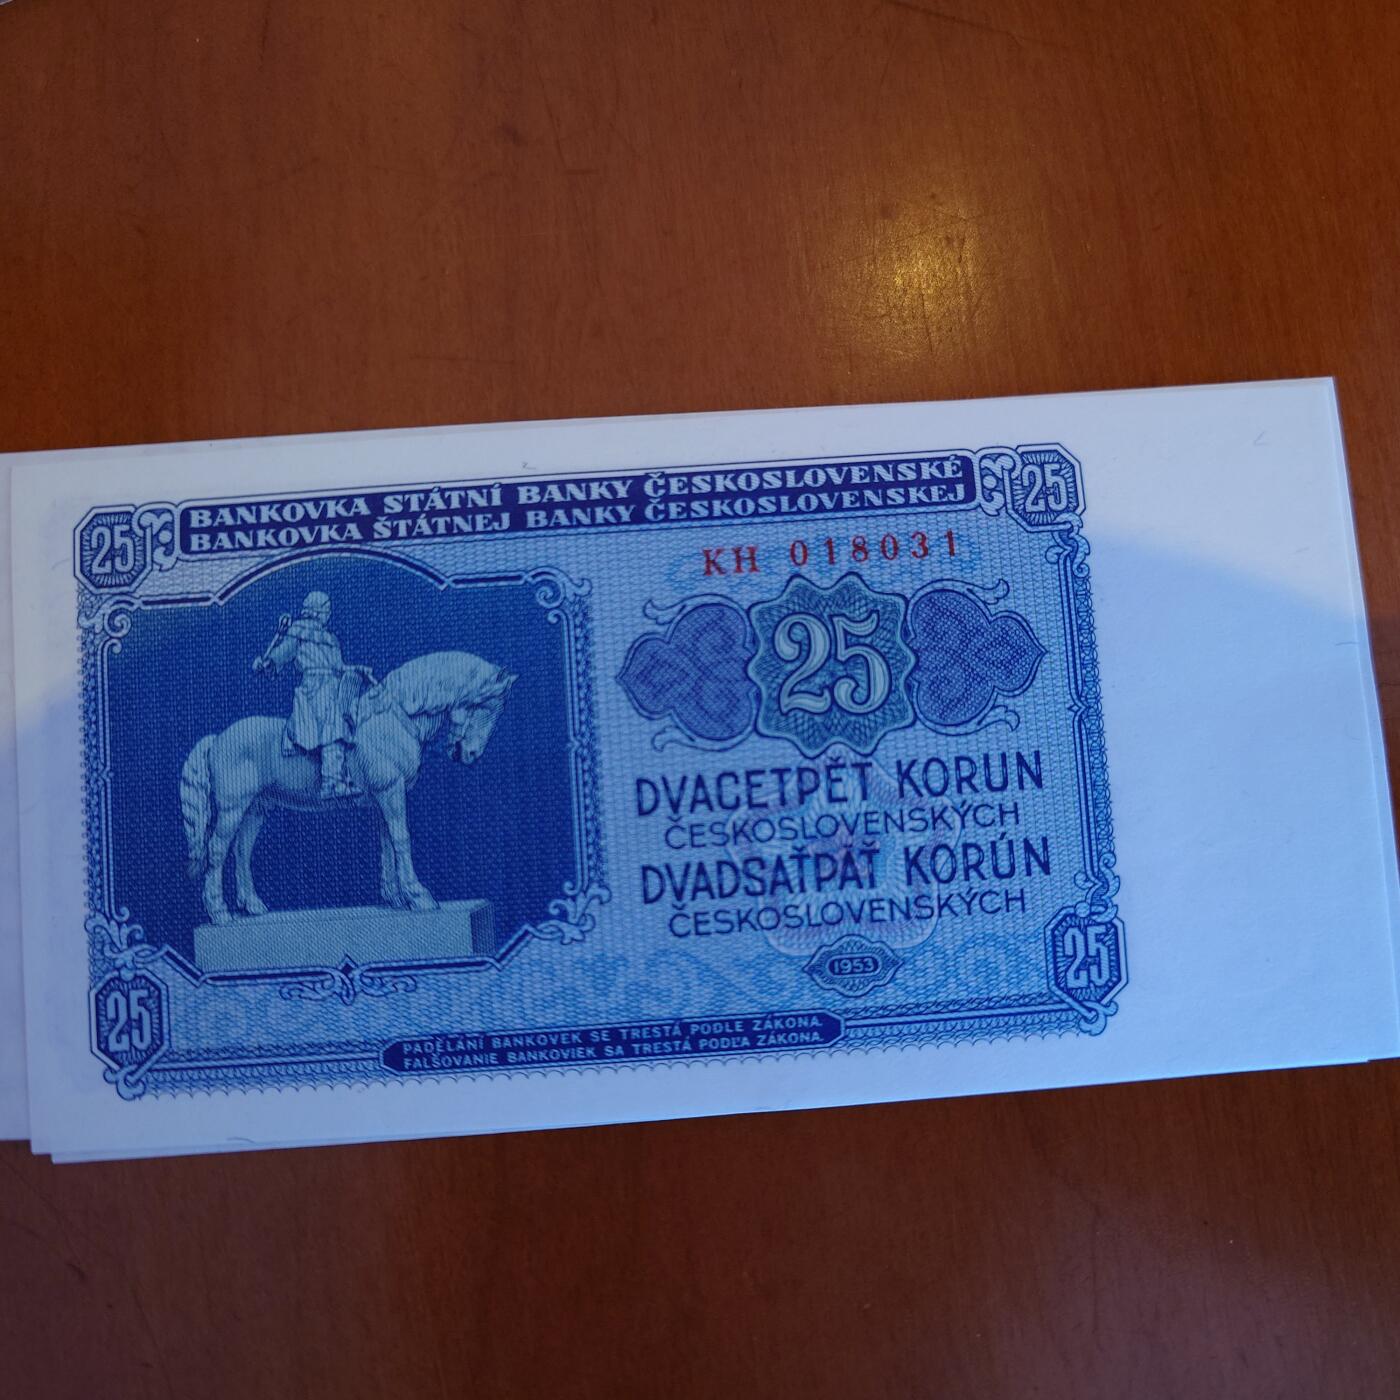 BANKOVKA STÁTNÍ BANKY ČESKOSLOVENSKÉ
BANKOVKA ŠTÁTNEJ BANKY ČESKOSLOVENSKEJ
25
25
KH 018031
25
DVACETPĚT KORUN
ČESKOSLOVENSKÝCH
DVADSAŤPÄŤ KORÚN
ČESKOSLOVENSKÝCH
1953
25
25
PADĚLÁNÍ BANKOVEK SE TRESTÁ PODLE ZÁKONA
FALŠOVANIE BANKOVIEK SA TRESTÁ PODĽA ZÁKONA